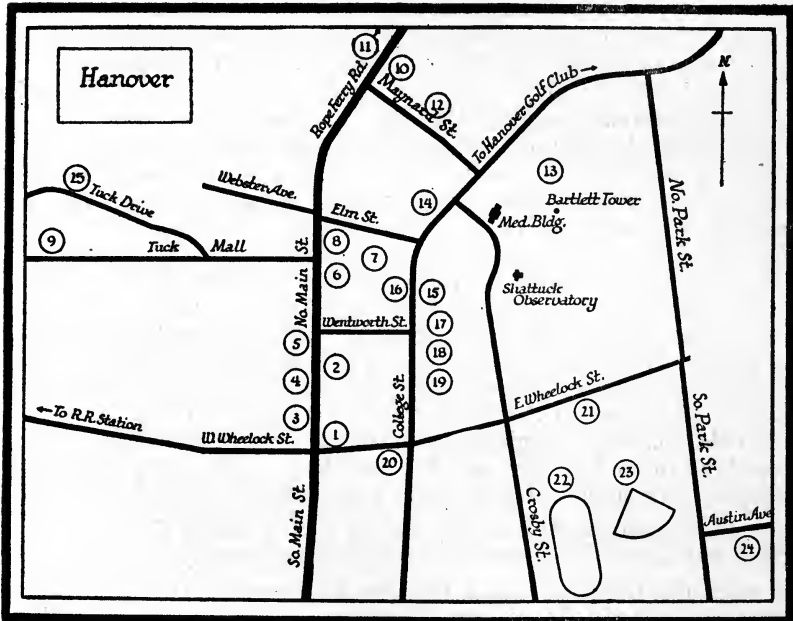 Hanover
N
11
10
Rope Ferry Rd.
Maynard St.
12
To Hanover Golf Club →
15
Tuck Drive
Webster Ave.
Elm St.
14
13
Bartlett Tower
Med. Bldg.
No. Park St.
9
Tuck Mall
No. Main St.
8
7
6
16
15
Shattuck
Observatory
Wentworth St.
17
5
18
4
2
19
College St.
E. Wheelock St.
21
←To R.R. Station
3
W. Wheelock St.
1
20
So. Main St.
Crosby St.
22
23
So. Park St.
Austin Ave
24